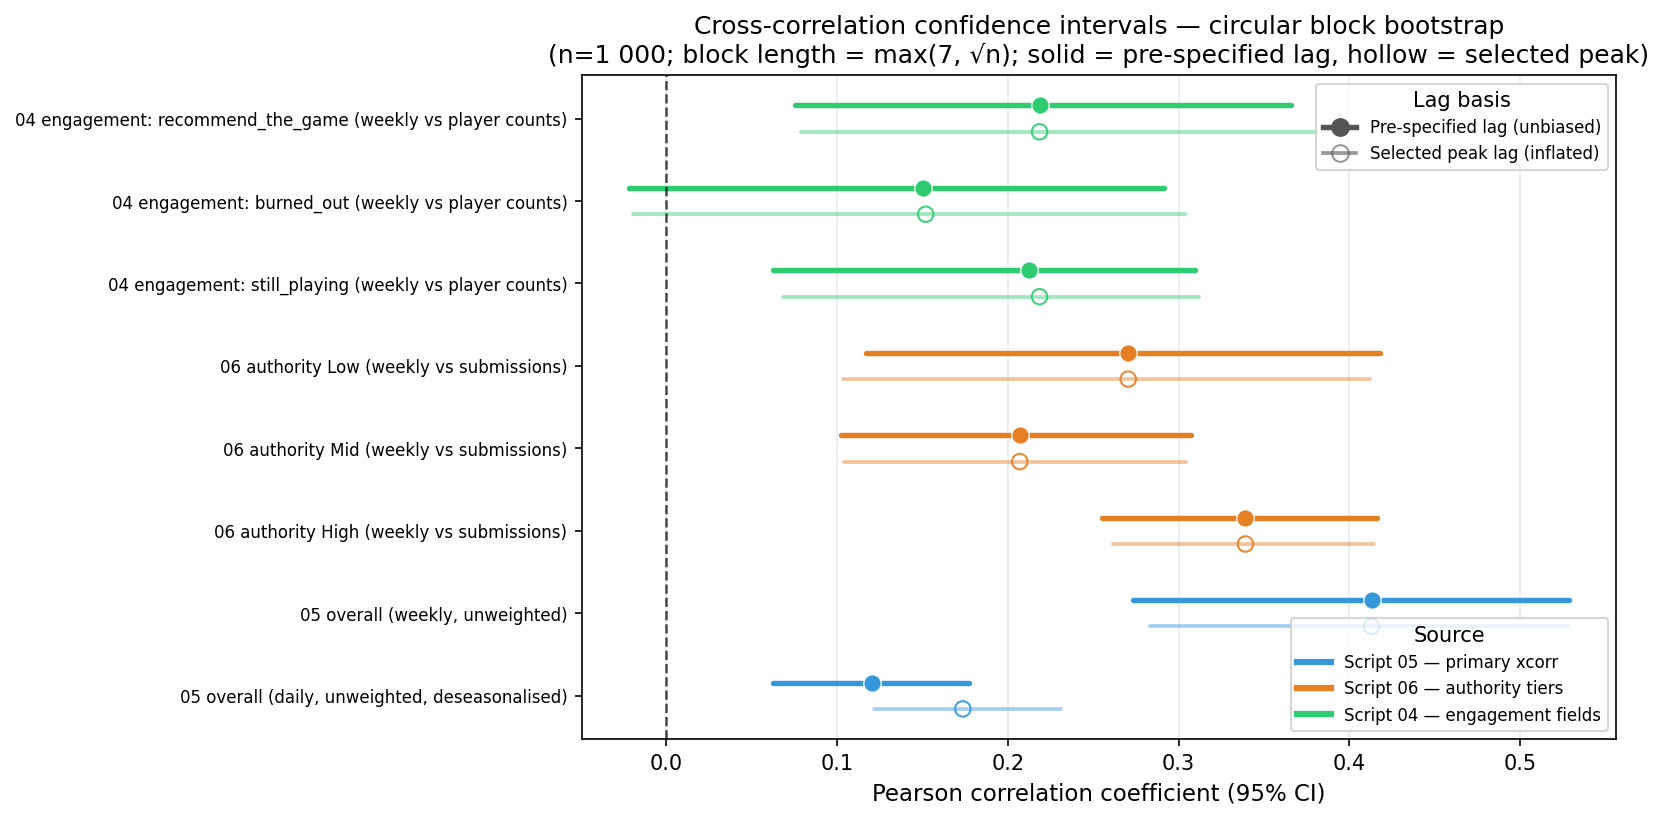 Cross-correlation confidence intervals — circular block bootstrap
(n=1 000; block length = max(7, √n); solid = pre-specified lag, hollow = selected peak)
04 engagement: recommend_the_game (weekly vs player counts)
04 engagement: burned_out (weekly vs player counts)
04 engagement: still_playing (weekly vs player counts)
06 authority Low (weekly vs submissions)
06 authority Mid (weekly vs submissions)
06 authority High (weekly vs submissions)
05 overall (weekly, unweighted)
05 overall (daily, unweighted, deseasonalised)
Lag basis
Pre-specified lag (unbiased)
Selected peak lag (inflated)
Source
Script 05 — primary xcorr
Script 06 — authority tiers
Script 04 — engagement fields
0.0 0.1 0.2 0.3 0.4 0.5
Pearson correlation coefficient (95% CI)